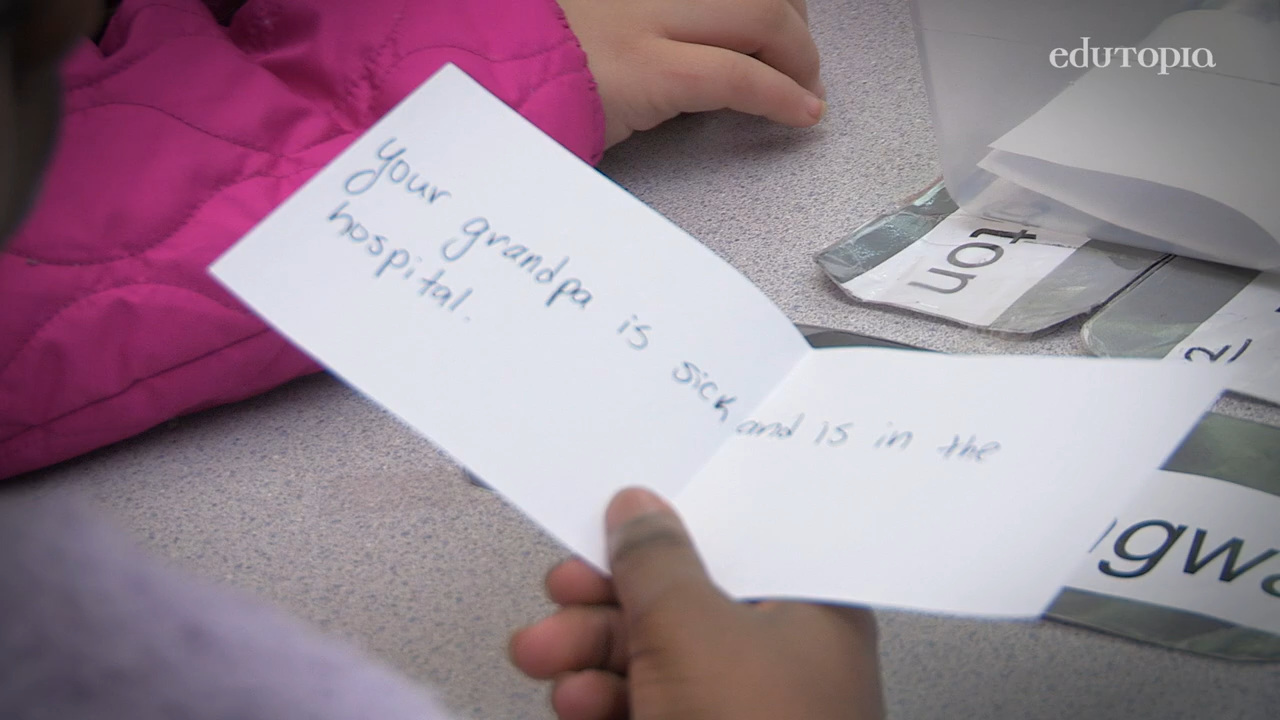 edutopia
Your grandpa is sick and is in the
hospital.
ton
gwa